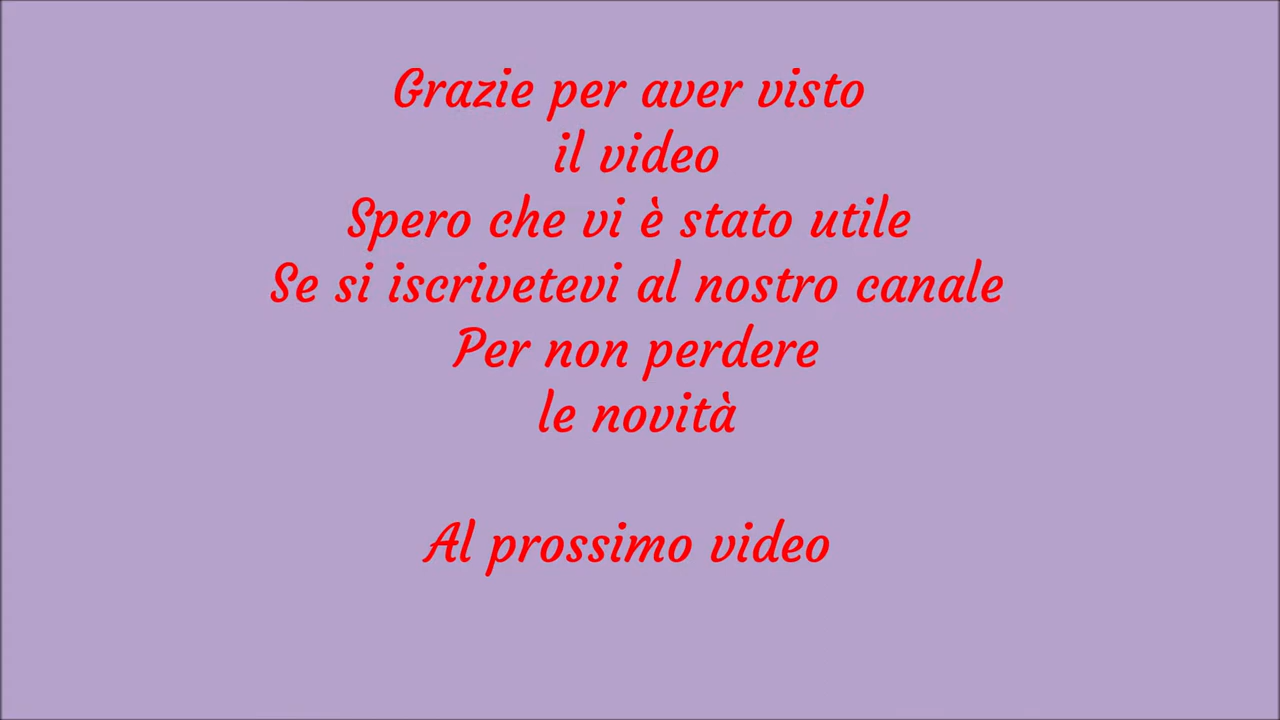 Grazie per aver visto
il video
Spero che vi è stato utile
Se si iscrivetevi al nostro canale
Per non perdere
le novità
Al prossimo video